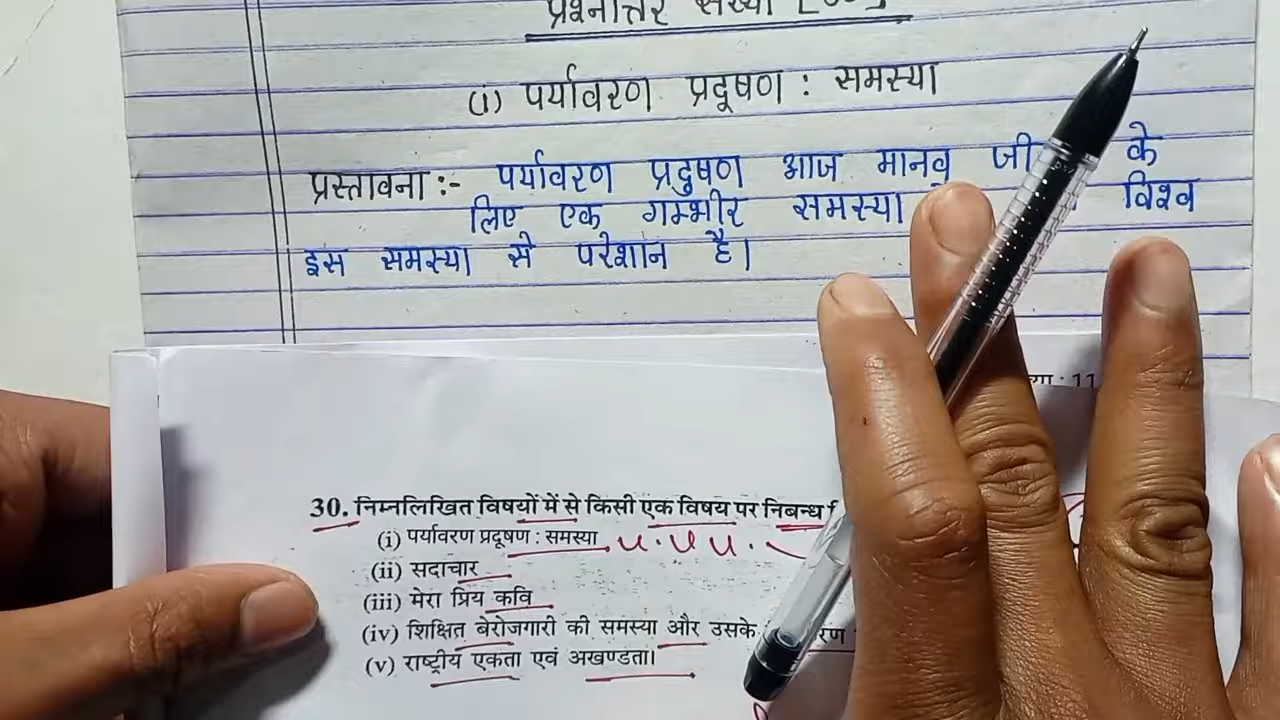 प्रश्नोत्तर संख्या
(i) पर्यावरण प्रदूषण : समस्या
प्रस्तावना :- पर्यावरण प्रदुषण आज मानव के
लिए एक गम्भीर समस्या विश्व
इस समस्या से परेशान है।
30. निम्नलिखित विषयों में से किसी एक विषय पर निबन्ध
(i) पर्यावरण प्रदूषण : समस्या
(ii) सदाचार
(iii) मेरा प्रिय कवि
(iv) शिक्षित बेरोजगारी की समस्या और उसके
(v) राष्ट्रीय एकता एवं अखण्डता।